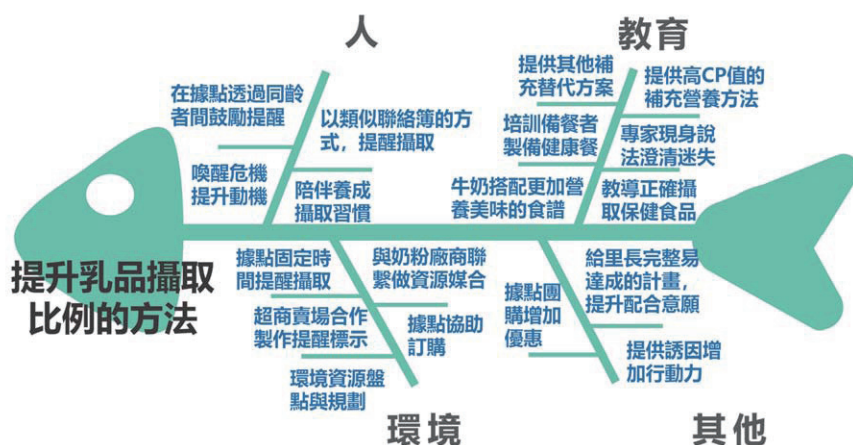 人
教育
在據點透過同齡
者間鼓勵提醒
以類似聯絡簿的方
式，提醒攝取
喚醒危機
提升動機
陪伴養成
攝取習慣
提供其他補
充替代方案
提供高CP值的
補充營養方法
培訓備餐者
製備健康餐
專家現身說
法澄清迷失
牛奶搭配更加營
養美味的食譜
教導正確攝
取保健食品
提升乳品攝取
比例的方法
據點固定時
間提醒攝取
與奶粉廠商聯
繫做資源媒合
超商賣場合作
製作提醒標示
據點協助
訂購
環境資源盤
點與規劃
據點團
購增加
優惠
給里長完整易
達成的計畫，
提升配合意願
提供誘因增
加行動力
環境
其他